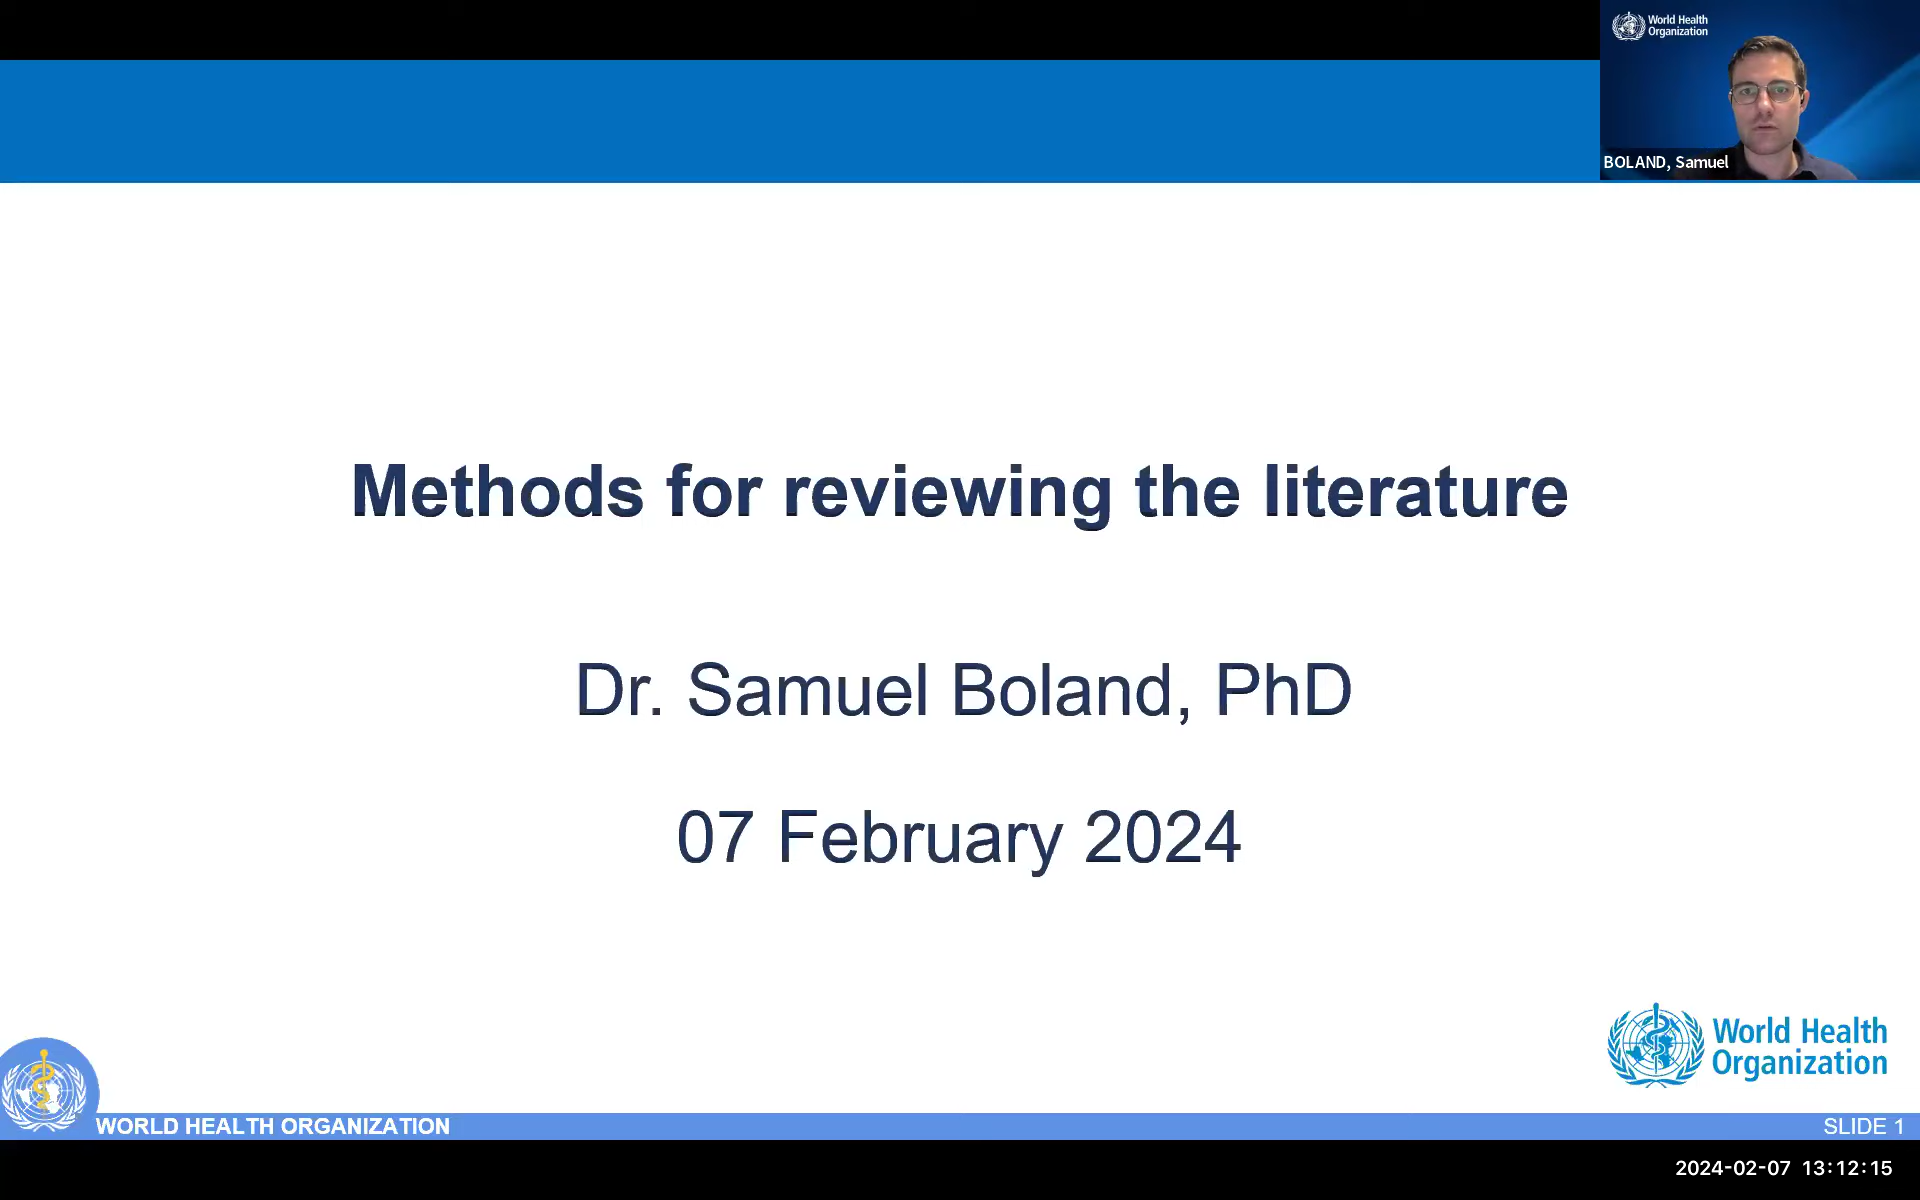 World Health
Organization
BOLAND, Samuel
Methods for reviewing the literature
Dr. Samuel Boland, PhD
07 February 2024
World Health
Organization
WORLD HEALTH ORGANIZATION
SLIDE 1
2024-02-07 13:12:15